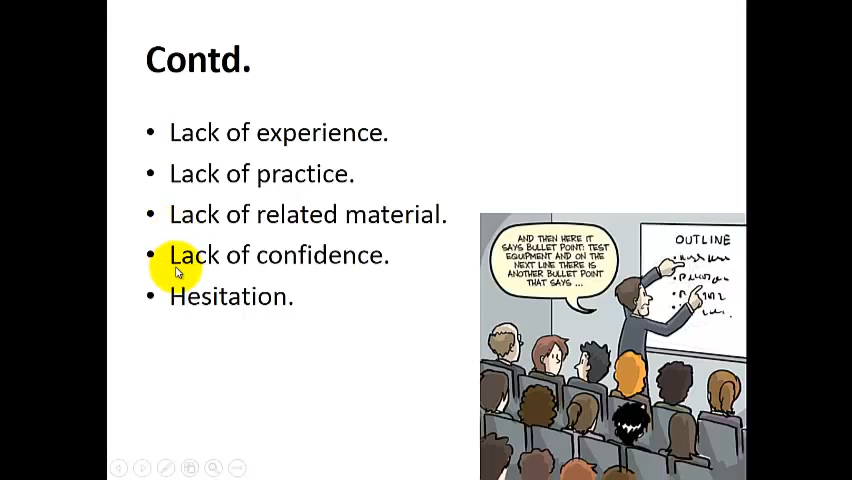 Contd.
• Lack of experience.
• Lack of practice.
• Lack of related material.
• Lack of confidence.
• Hesitation.
AND THEN HERE IT
SAYS BULLET POINT: TEST
EQUIPMENT AND ON THE
NEXT LINE THERE IS
ANOTHER BULLET POINT
THAT SAYS ...
OUTLINE